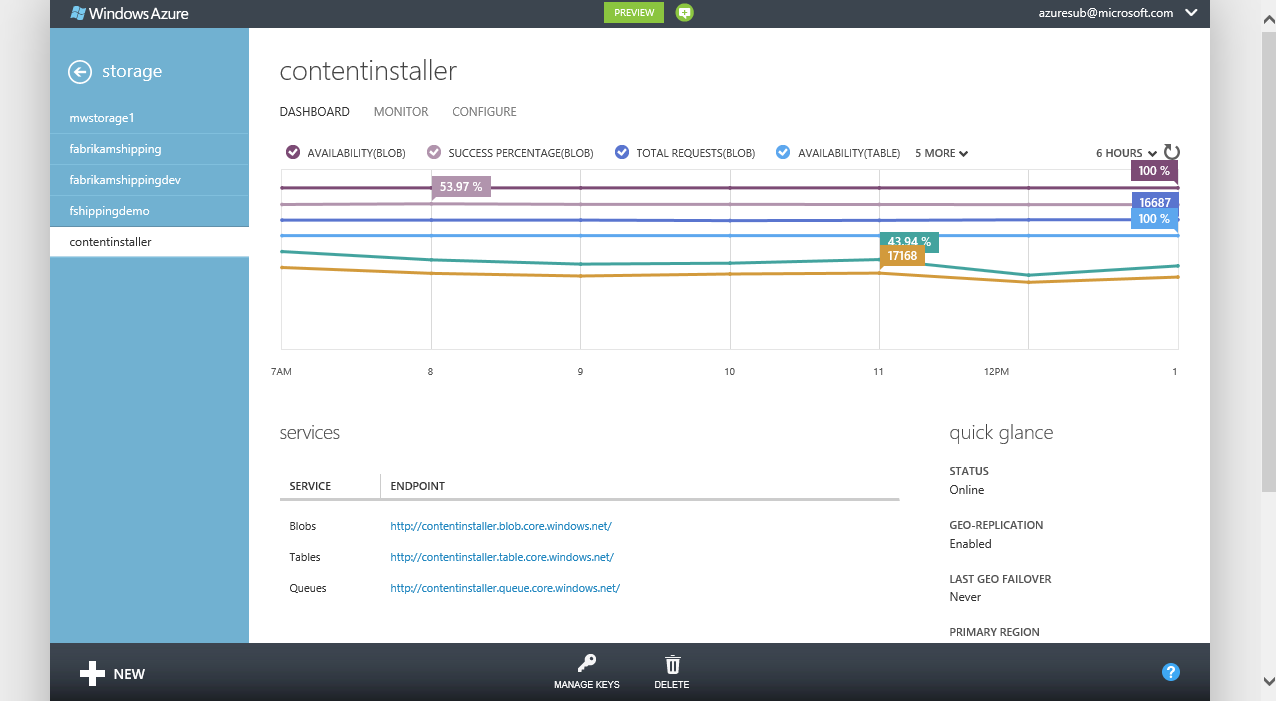 Windows Azure
PREVIEW
azuresub@microsoft.com
storage
mwstorage1
fabrikamshipping
fabrikamshippingdev
fshippingdemo
contentinstaller
contentinstaller
DASHBOARD MONITOR CONFIGURE
AVAILABILITY(BLOB) SUCCESS PERCENTAGE(BLOB) TOTAL REQUESTS(BLOB) AVAILABILITY(TABLE) 5 MORE 6 HOURS
100 %
53.97 %
16687
100 %
43.94 %
17168
7AM 8 9 10 11 12PM 1
services
SERVICE ENDPOINT
Blobs http://contentinstaller.blob.core.windows.net/
Tables http://contentinstaller.table.core.windows.net/
Queues http://contentinstaller.queue.core.windows.net/
quick glance
STATUS
Online
GEO-REPLICATION
Enabled
LAST GEO FAILOVER
Never
PRIMARY REGION
NEW
MANAGE KEYS
DELETE
?